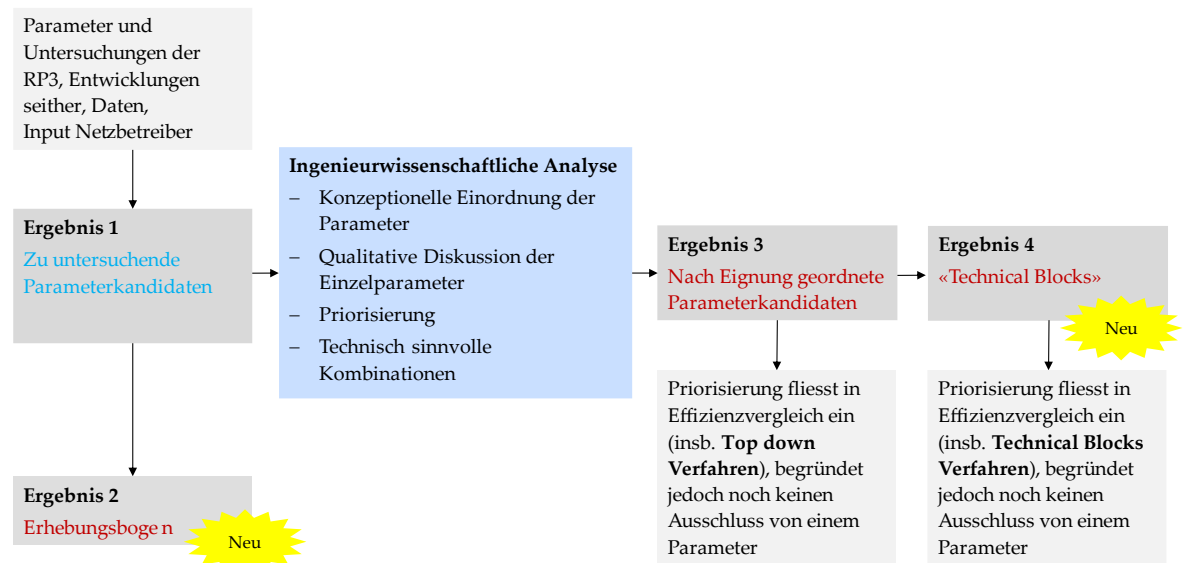 Parameter und
Untersuchungen der
RP3, Entwicklungen
seither, Daten,
Input Netzbetreiber
Ergebnis 1
Zu untersuchende
Parameterkandidaten
Ergebnis 2
Erhebungsboge n
Neu
Ingenieurwissenschaftliche Analyse
– Konzeptionelle Einordnung der
Parameter
– Qualitative Diskussion der
Einzelparameter
– Priorisierung
– Technisch sinnvolle
Kombinationen
Ergebnis 3
Nach Eignung geordnete
Parameterkandidaten
Priorisierung fliesst in
Effizienzvergleich ein
(insb. Top down
Verfahren), begründet
jedoch noch keinen
Ausschluss von einem
Parameter
Ergebnis 4
«Technical Blocks»
Neu
Priorisierung fliesst in
Effizienzvergleich ein
(insb. Technical Blocks
Verfahren), begründet
jedoch noch keinen
Ausschluss von einem
Parameter